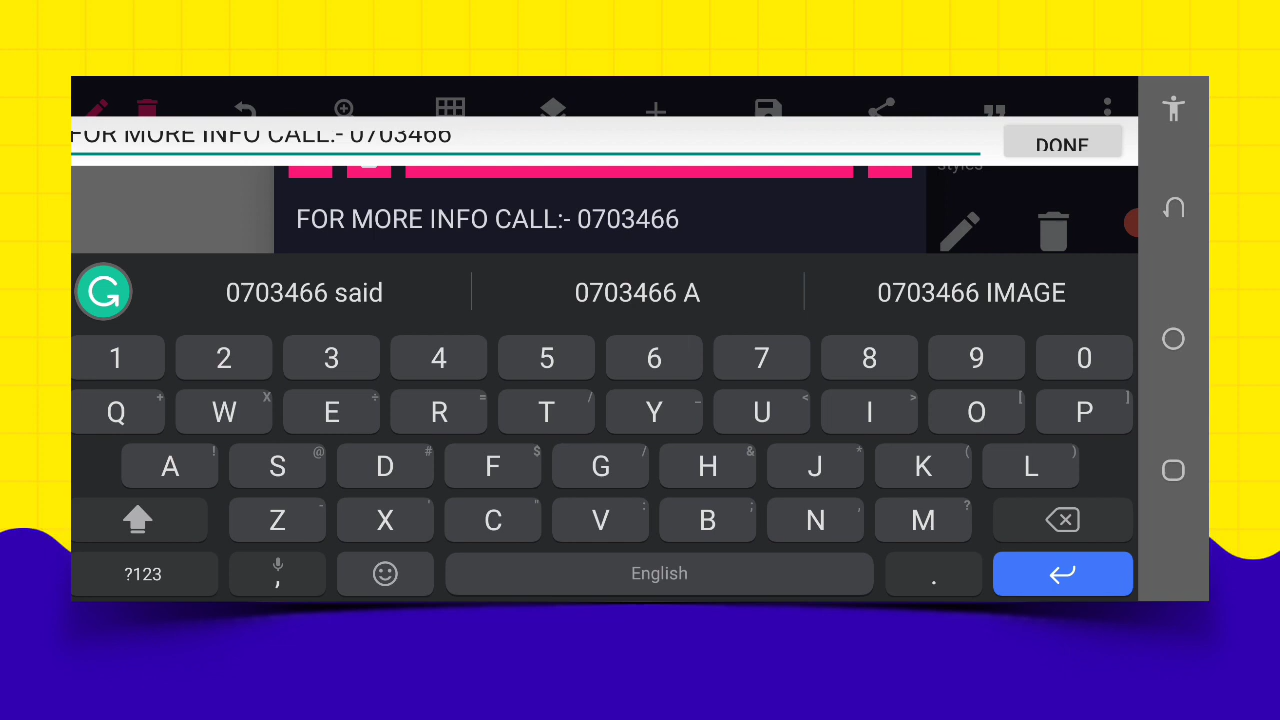 FOR MORE INFO CALL:- 0703466
DONE
styles
FOR MORE INFO CALL:- 0703466
0703466 said
0703466 A
0703466 IMAGE
1 2 3 4 5 6 7 8 9 0
Q + W X E ÷ R = T / Y _ U < I > O [ P ]
A ! S @ D # F $ G / H & J * K ( L )
Z - X ' C " V : B ; N , M ?
?123 , English .